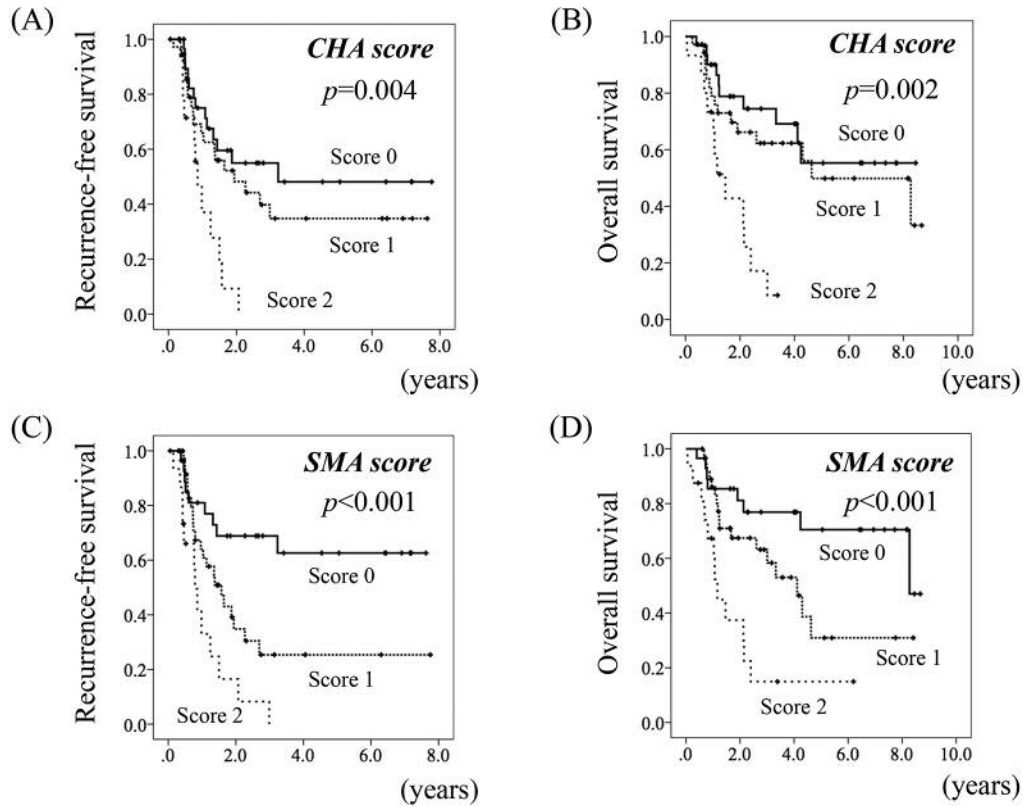 (A)
Recurrence-free survival
1.0
0.8
0.6
0.4
0.2
0.0
CHA score
p=0.004
Score 0
Score 1
Score 2
.0 2.0 4.0 6.0 8.0
(years)
(B)
Overall survival
1.0
0.8
0.6
0.4
0.2
0.0
CHA score
p=0.002
Score 0
Score 1
Score 2
.0 2.0 4.0 6.0 8.0 10.0
(years)
(C)
Recurrence-free survival
1.0
0.8
0.6
0.4
0.2
0.0
SMA score
p<0.001
Score 0
Score 1
Score 2
.0 2.0 4.0 6.0 8.0
(years)
(D)
Overall survival
1.0
0.8
0.6
0.4
0.2
0.0
SMA score
p<0.001
Score 0
Score 1
Score 2
.0 2.0 4.0 6.0 8.0 10.0
(years)